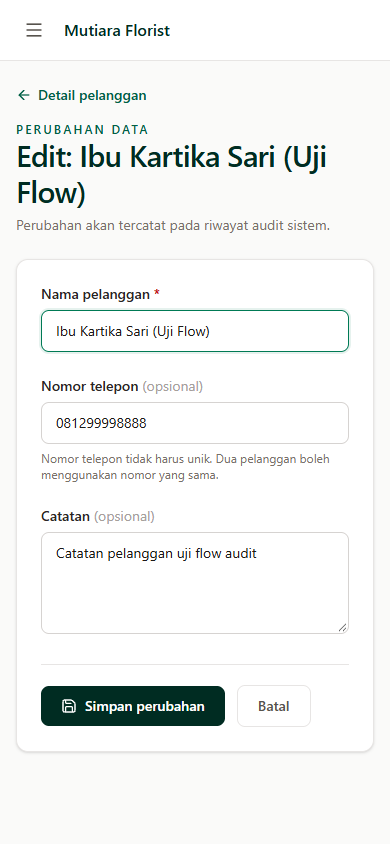 Mutiara Florist
Detail pelanggan
PERUBAHAN DATA
Edit: Ibu Kartika Sari (Uji
Flow)
Perubahan akan tercatat pada riwayat audit sistem.
Nama pelanggan *
Ibu Kartika Sari (Uji Flow)
Nomor telepon (opsional)
081299998888
Nomor telepon tidak harus unik. Dua pelanggan boleh
menggunakan nomor yang sama.
Catatan (opsional)
Catatan pelanggan uji flow audit
Simpan perubahan
Batal